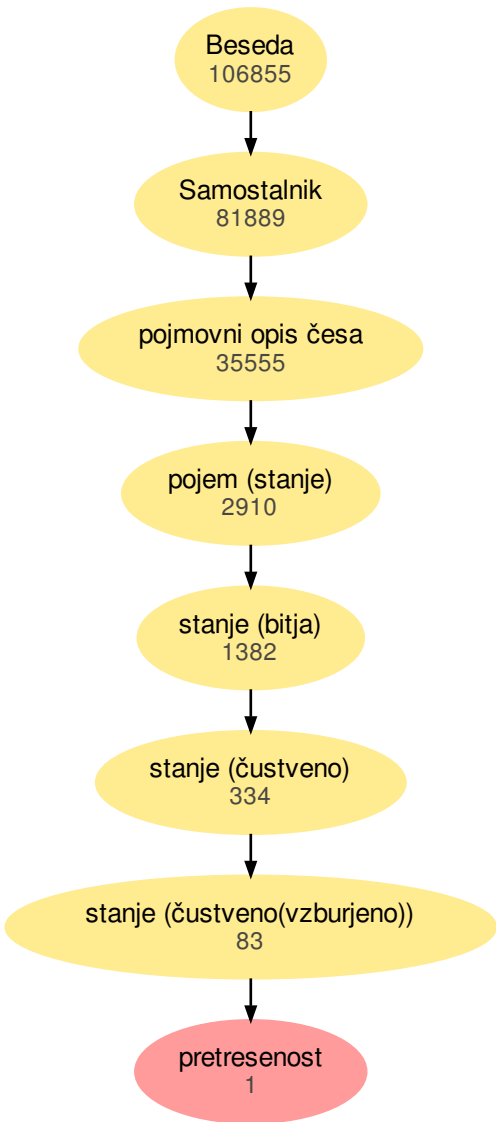 Beseda
106855
Samostalnik
81889
pojmovni opis česa
35555
pojem (stanje)
2910
stanje (bitja)
1382
stanje (čustveno)
334
stanje (čustveno(vzburjeno))
83
pretresenost
1